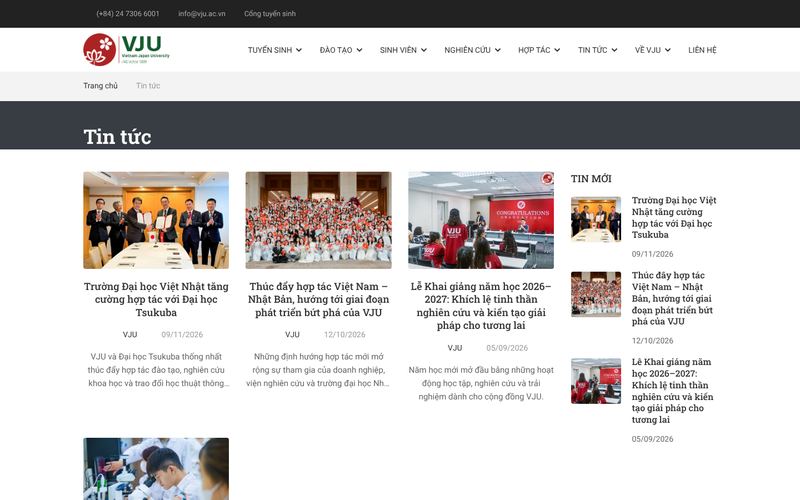 (+84) 24 7306 6001 info@vju.ac.vn Cổng tuyển sinh
VJU
Vietnam Japan University
TUYỂN SINH ĐÀO TẠO SINH VIÊN NGHIÊN CỨU HỢP TÁC TIN TỨC VỀ VJU LIÊN HỆ
Trang chủ Tin tức
Tin tức
Trường Đại học Việt Nhật tăng
cường hợp tác với Đại học
Tsukuba
VJU 09/11/2026
VJU và Đại học Tsukuba thống nhất
thúc đẩy hợp tác đào tạo, nghiên cứu
khoa học và trao đổi học thuật thông...
Thúc đẩy hợp tác Việt Nam –
Nhật Bản, hướng tới giai đoạn
phát triển bứt phá của VJU
VJU 12/10/2026
Những định hướng hợp tác mới mở
rộng sự tham gia của doanh nghiệp,
viện nghiên cứu và trường đại học Nh...
CONGRATULATIONS
GRADUATION
VJU
Lễ Khai giảng năm học 2026–
2027: Khích lệ tinh thần
nghiên cứu và kiến tạo giải
pháp cho tương lai
VJU 05/09/2026
Năm học mới mở đầu bằng những hoạt
động học tập, nghiên cứu và trải
nghiệm dành cho cộng đồng VJU.
TIN MỚI
Trường Đại học Việt
Nhật tăng cường
hợp tác với Đại học
Tsukuba
09/11/2026
Thúc đẩy hợp tác
Việt Nam – Nhật
Bản, hướng tới giai
đoạn phát triển bứt
phá của VJU
12/10/2026
Lễ Khai giảng năm
học 2026–2027:
Khích lệ tinh thần
nghiên cứu và kiến
tạo giải pháp cho
tương lai
05/09/2026